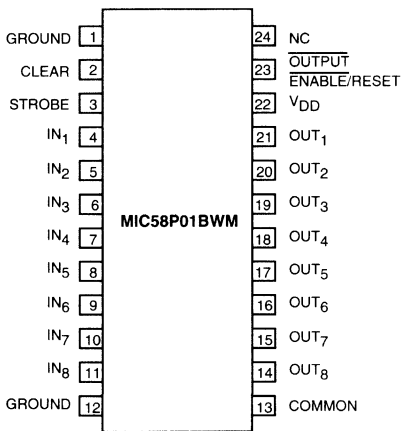 GROUND 1 24 NC
CLEAR 2 23 OUTPUT
ENABLE/RESET
STROBE 3 22 VDD
IN1 4 21 OUT1
IN2 5 20 OUT2
IN3 6 19 OUT3
MIC58P01BWM
IN4 7 18 OUT4
IN5 8 17 OUT5
IN6 9 16 OUT6
IN7 10 15 OUT7
IN8 11 14 OUT8
GROUND 12 13 COMMON